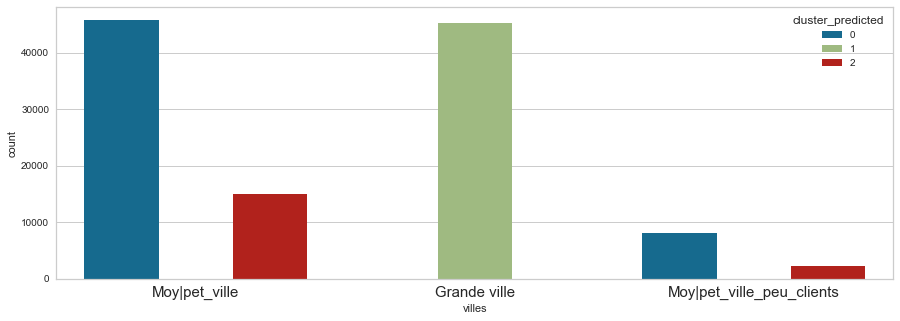 cluster_predicted
0
1
2
count
40000
30000
20000
10000
0
Moy|pet_ville
Grande ville
Moy|pet_ville_peu_clients
villes